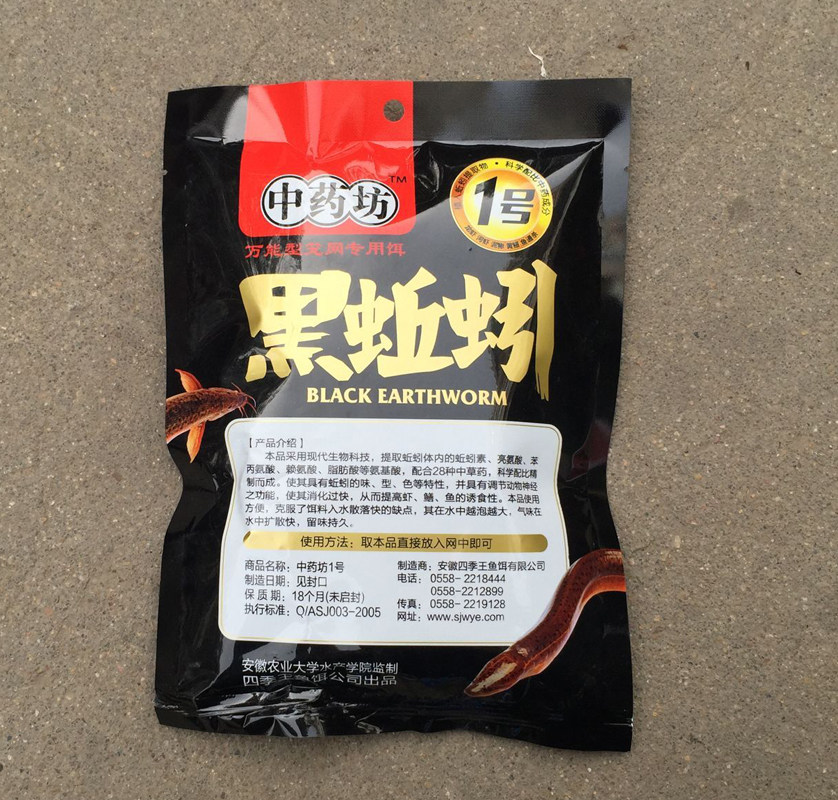 中药坊
TM
万能型叉网专用饵
科学配比中药成分
1号
黑蚯蚓
BLACK EARTHWORM
【产品介绍】
本品采用现代生物科技，提取蚯蚓体内的蚯蚓素、亮氨酸、苯
丙氨酸、赖氨酸、脂肪酸等氨基酸，配合28种中草药，科学配比精
制而成。使其具有蚯蚓的味、型、色等特性，并具有调节动物神经
之功能，使其消化过快，从而提高虾、鳝、鱼的诱食性。本品使用
方便，克服了饵料入水散落快的缺点，其在水中越泡越大，气味在
水中扩散快，留味持久。
使用方法：取本品直接放入网中即可
商品名称：中药坊1号
制造日期：见封口
保 质 期：18个月(未启封)
执行标准：Q/ASJ003-2005
制造商：安徽四季王鱼饵有限公司
电话：0558-2218444
0558-2212899
传真：0558-2219128
网址：www.sjwye.com
安徽农业大学水产学院监制
四季王鱼饵公司出品